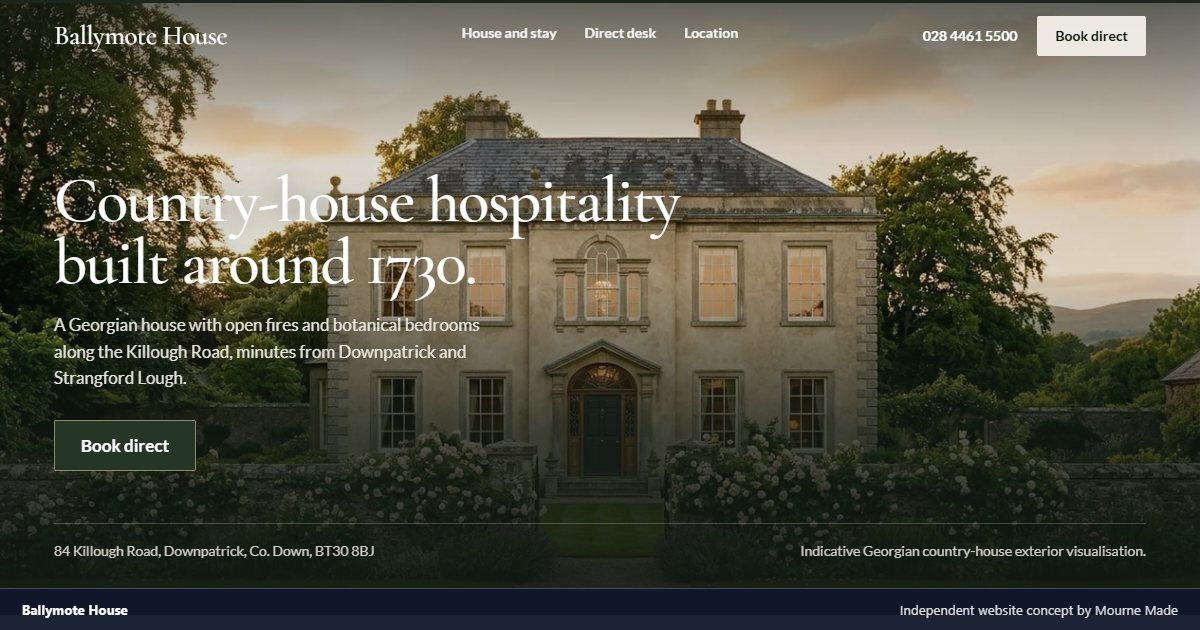 Ballymote House
House and stay
Direct desk
Location
028 4461 5500
Book direct
Country-house hospitality
built around 1730.
A Georgian house with open fires and botanical bedrooms
along the Killough Road, minutes from Downpatrick and
Strangford Lough.
Book direct
84 Killough Road, Downpatrick, Co. Down, BT30 8BJ
Indicative Georgian country-house exterior visualisation.
Ballymote House
Independent website concept by Mourne Made